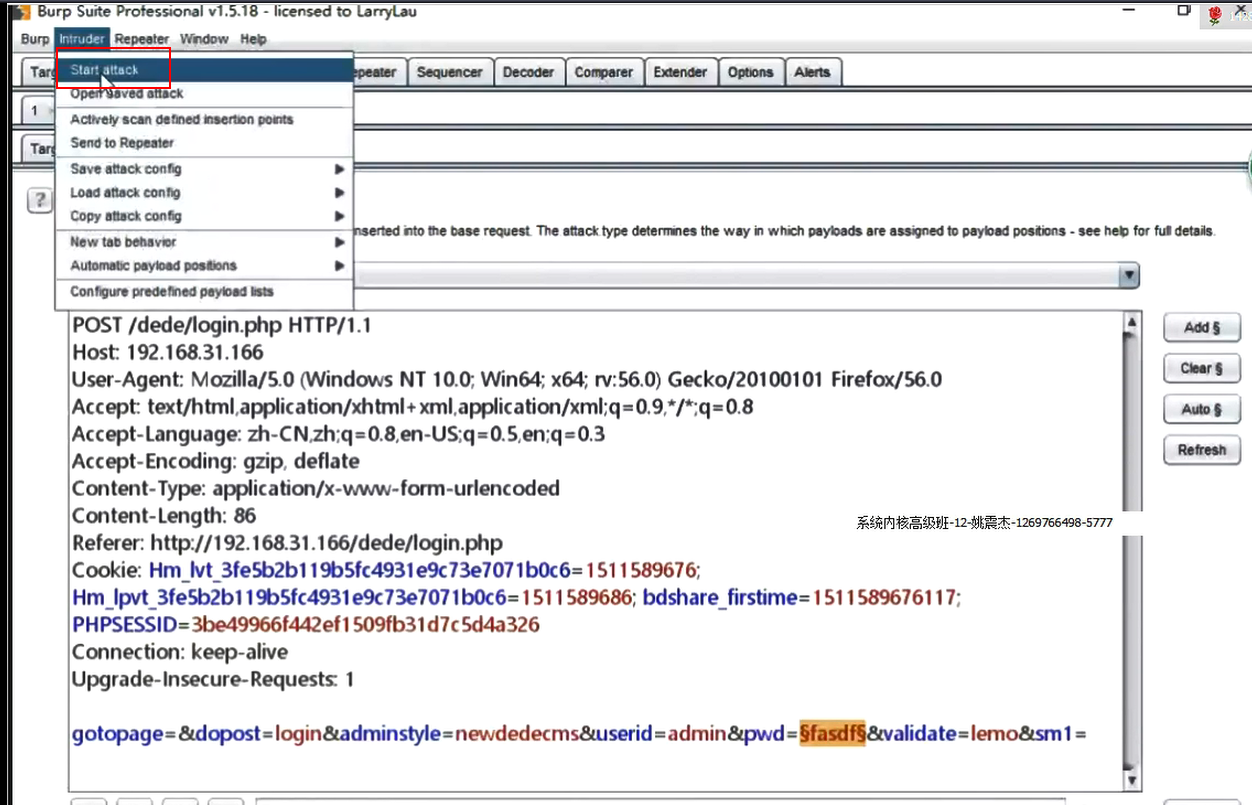 Burp Suite Professional v1.5.18 - licensed to LarryLau
Burp Intruder Repeater Window Help
Start attack
Targ
epeater Sequencer Decoder Comparer Extender Options Alerts
Open saved attack
1
Actively scan defined insertion points
Send to Repeater
Targ
Save attack config
Load attack config
?
Copy attack config
nserted into the base request. The attack type determines the way in which payloads are assigned to payload positions - see help for full details.
New tab behavior
Automatic payload positions
Configure predefined payload lists
POST /dede/login.php HTTP/1.1
Host: 192.168.31.166
User-Agent: Mozilla/5.0 (Windows NT 10.0; Win64; x64; rv:56.0) Gecko/20100101 Firefox/56.0
Accept: text/html,application/xhtml+xml,application/xml;q=0.9,*/*;q=0.8
Accept-Language: zh-CN,zh;q=0.8,en-US;q=0.5,en;q=0.3
Accept-Encoding: gzip, deflate
Content-Type: application/x-www-form-urlencoded
Content-Length: 86
Referer: http://192.168.31.166/dede/login.php
Cookie: Hm_lvt_3fe5b2b119b5fc4931e9c73e7071b0c6=1511589676;
Hm_lpvt_3fe5b2b119b5fc4931e9c73e7071b0c6=1511589686; bdshare_firstime=1511589676117;
PHPSESSID=3be49966f442ef1509fb31d7c5d4a326
Connection: keep-alive
Upgrade-Insecure-Requests: 1
gotopage=&dopost=login&adminstyle=newdedecms&userid=admin&pwd=§fasdf§&validate=lemo&sm1=
Add §
Clear §
Auto §
Refresh
系统内核高级班-12-姚震杰-1269766498-5777